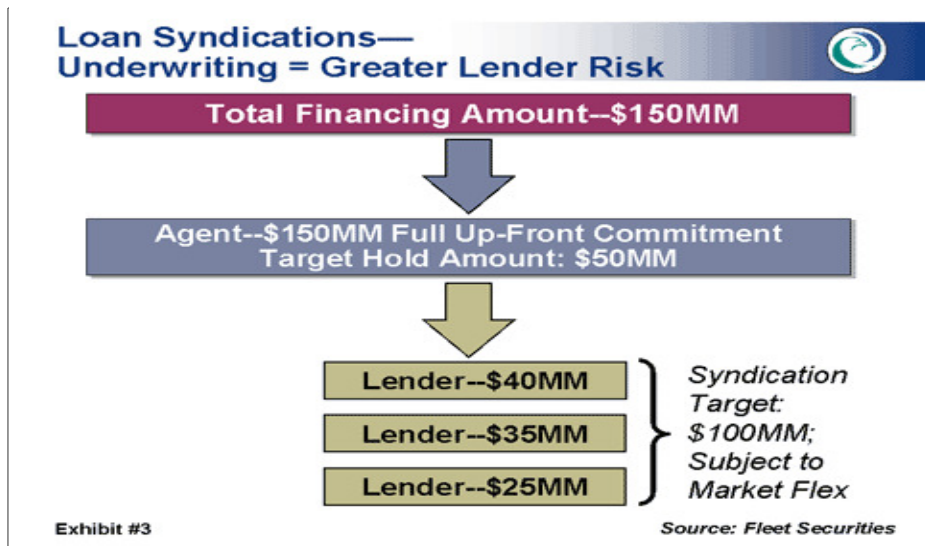 Loan Syndications—
Underwriting = Greater Lender Risk
Total Financing Amount--$150MM
Agent--$150MM Full Up-Front Commitment
Target Hold Amount: $50MM
Lender--$40MM
Lender--$35MM
Lender--$25MM
Syndication
Target:
$100MM;
Subject to
Market Flex
Exhibit #3
Source: Fleet Securities